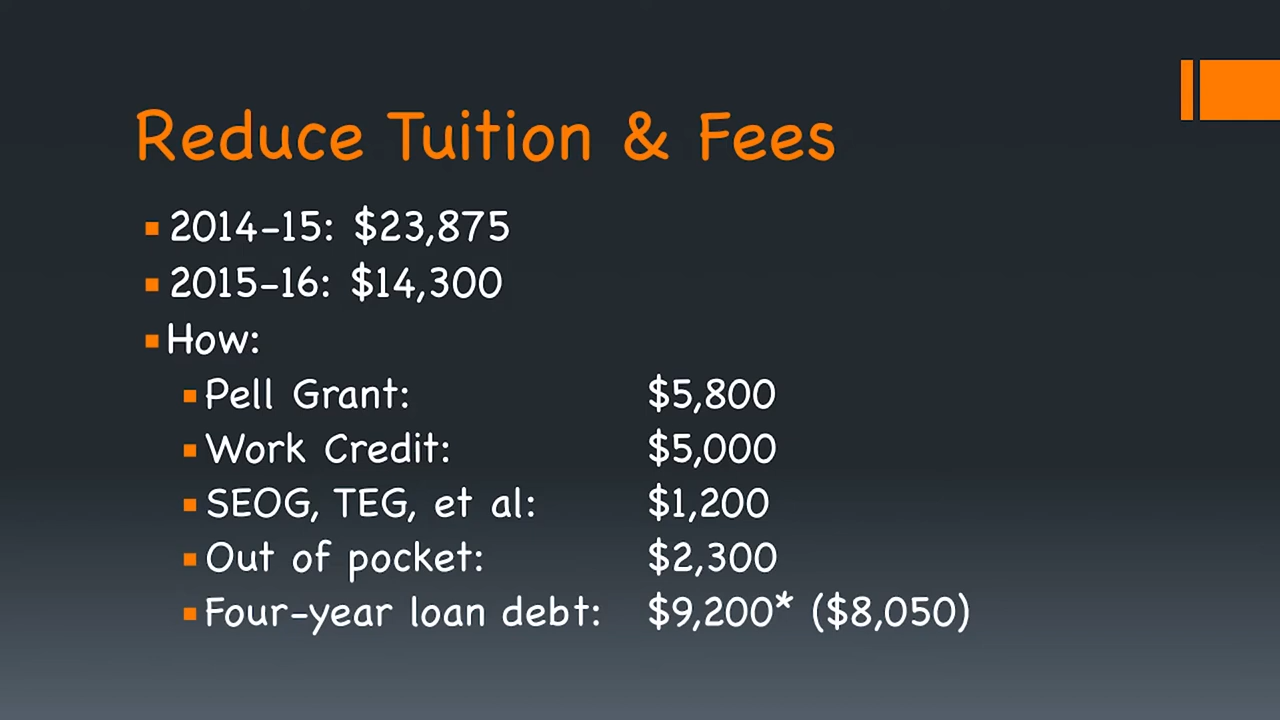 Reduce Tuition & Fees
2014-15: $23,875
2015-16: $14,300
How:
Pell Grant: $5,800
Work Credit: $5,000
SEOG, TEG, et al: $1,200
Out of pocket: $2,300
Four-year loan debt: $9,200* ($8,050)